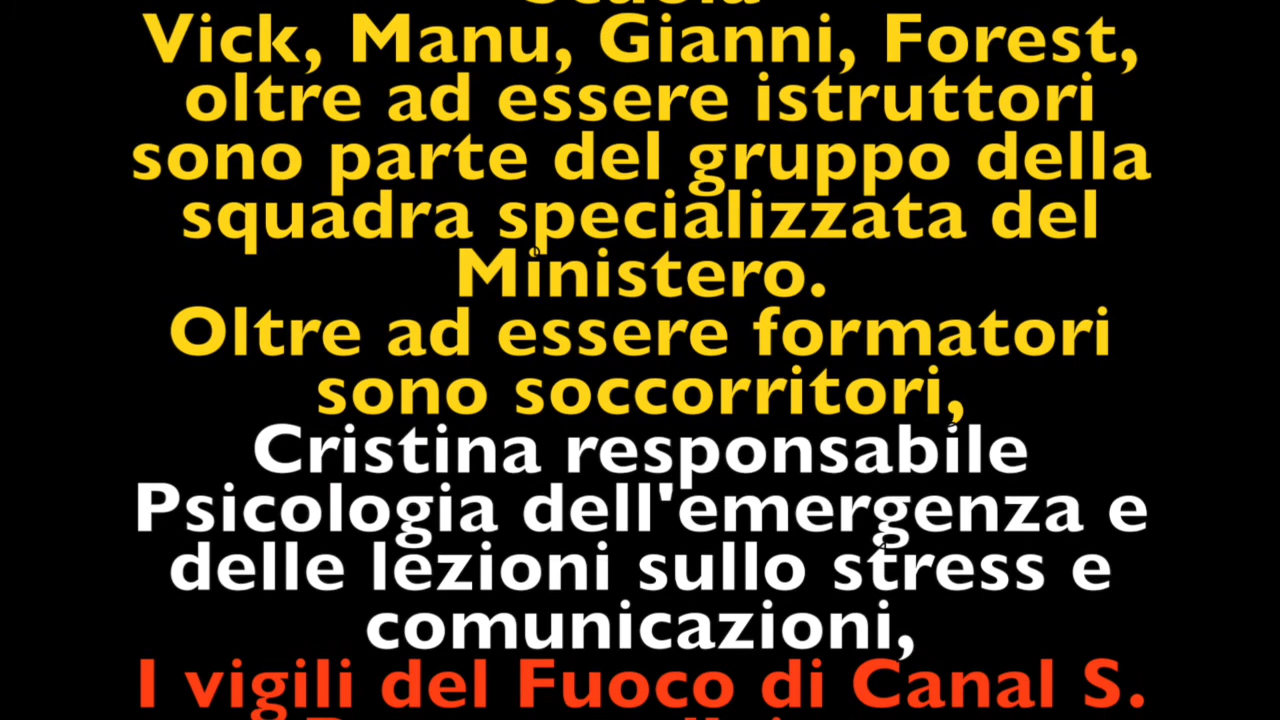 Scuola
Vick, Manu, Gianni, Forest,
oltre ad essere istruttori
sono parte del gruppo della
squadra specializzata del
Ministero.
Oltre ad essere formatori
sono soccorritori,
Cristina responsabile
Psicologia dell'emergenza e
delle lezioni sullo stress e
comunicazioni,
I vigili del Fuoco di Canal S.